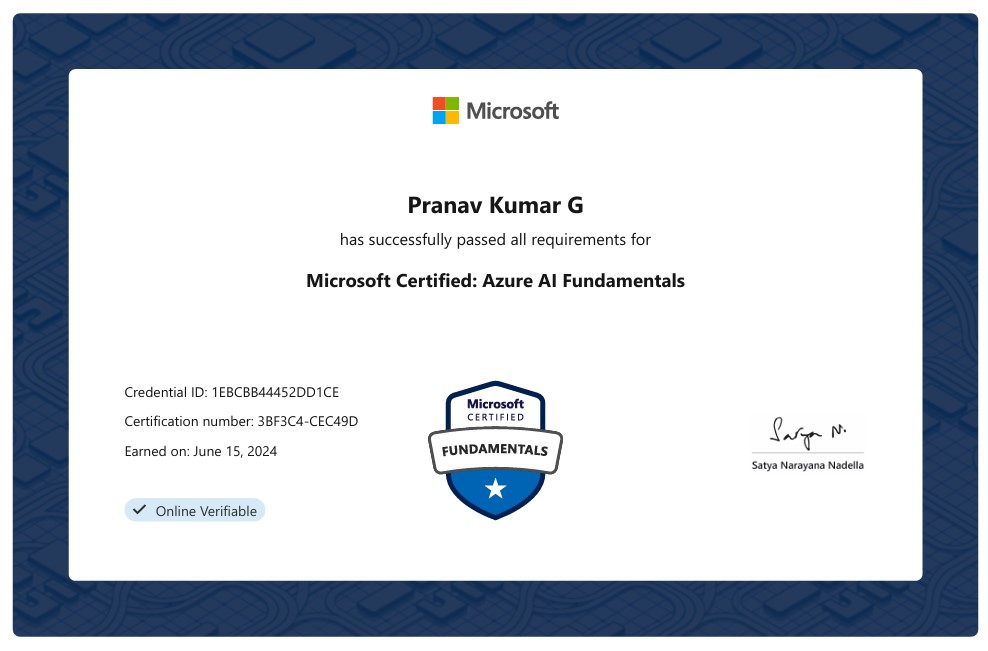 Microsoft
Pranav Kumar G
has successfully passed all requirements for
Microsoft Certified: Azure AI Fundamentals
Credential ID: 1EBCBB44452DD1CE
Certification number: 3BF3C4-CEC49D
Earned on: June 15, 2024
Online Verifiable
Microsoft
CERTIFIED
FUNDAMENTALS
Satya N.
Satya Narayana Nadella